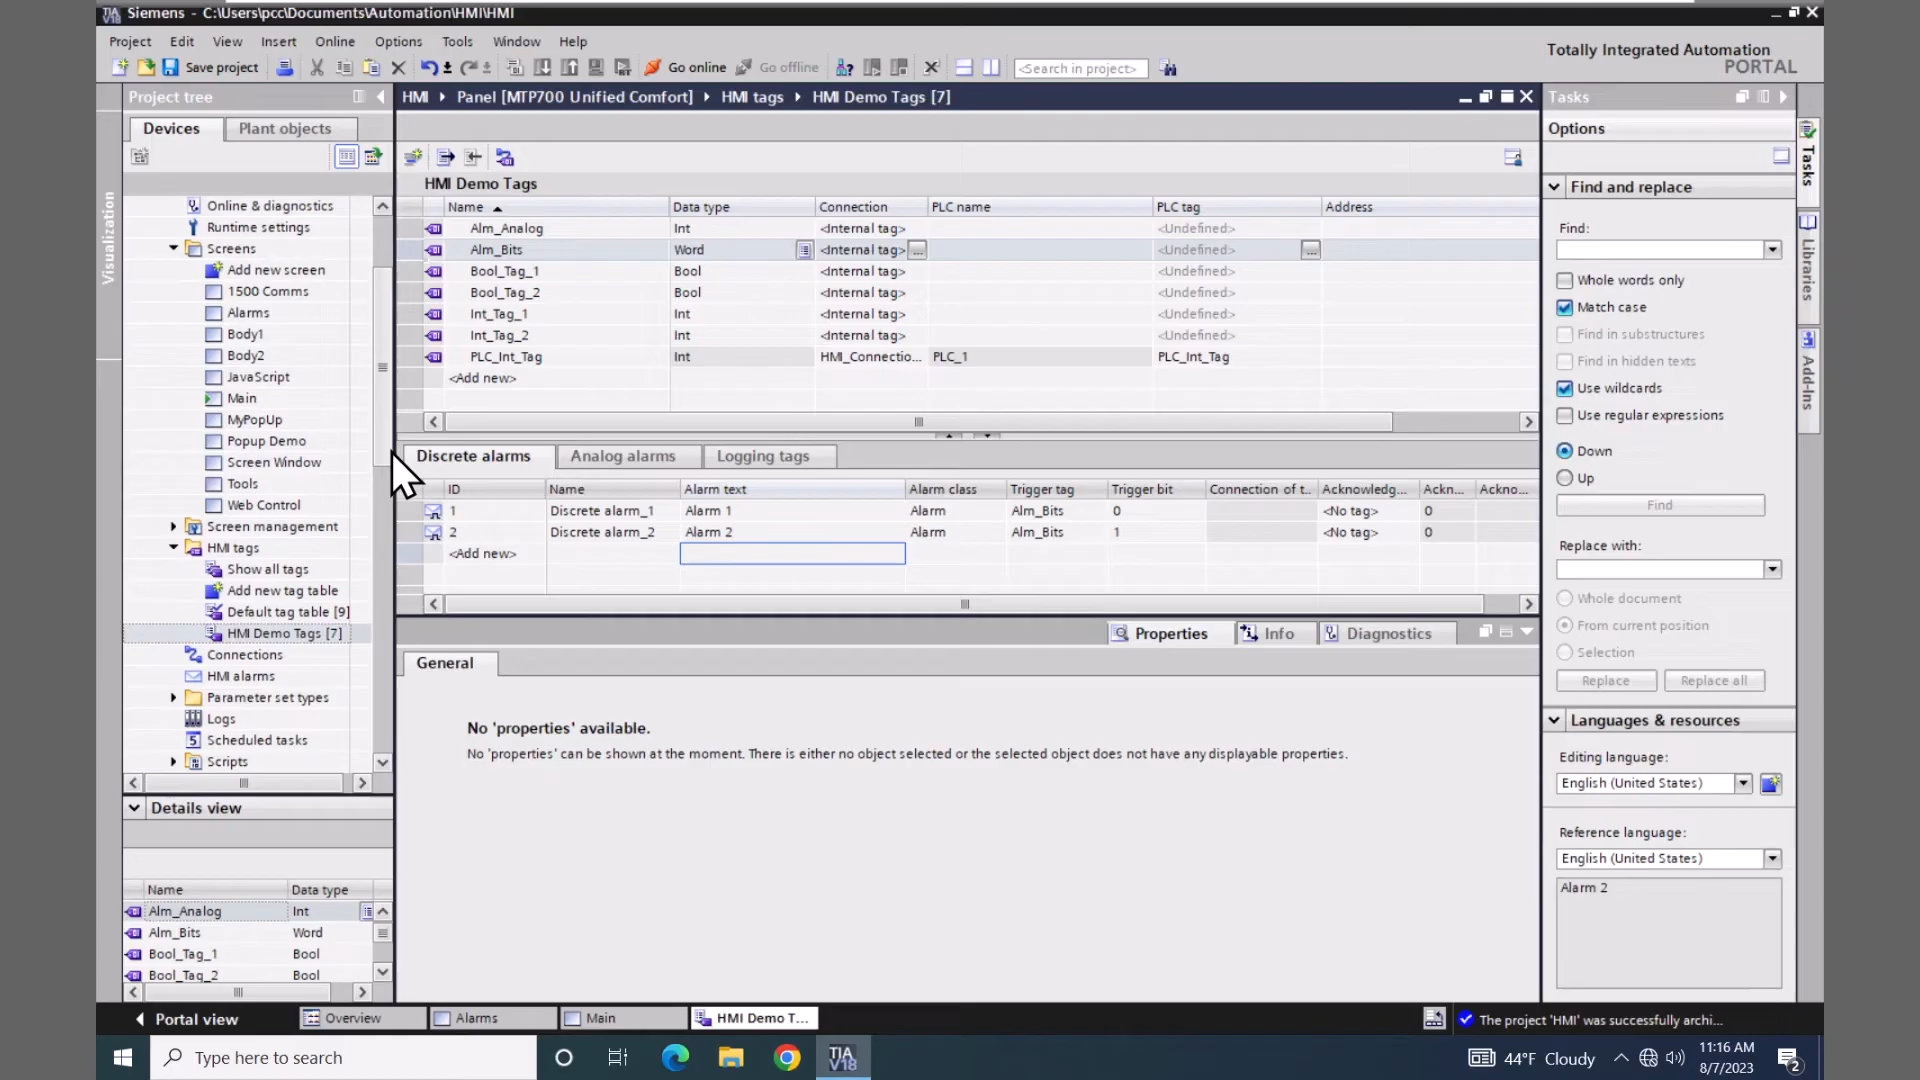 Siemens - C:\Users\pcc\Documents\Automation\HMI\HMI
Project Edit View Insert Online Options Tools Window Help
Totally Integrated Automation
PORTAL
Save project
Go online
Go offline
<Search in project>
Project tree
HMI Panel [MTP700 Unified Comfort] HMI tags HMI Demo Tags [7]
Tasks
Devices
Plant objects
Visualization
Online & diagnostics
Runtime settings
Screens
Add new screen
1500 Comms
Alarms
Body1
Body2
JavaScript
Main
MyPopUp
Popup Demo
Screen Window
Tools
Web Control
Screen management
HMI tags
Show all tags
Add new tag table
Default tag table [9]
HMI Demo Tags [7]
Connections
HMI alarms
Parameter set types
Logs
Scheduled tasks
Scripts
Details view
Name Data type
Alm_Analog Int
Alm_Bits Word
Bool_Tag_1 Bool
Bool_Tag_2 Bool
HMI Demo Tags
Name Data type Connection PLC name PLC tag Address
Alm_Analog Int <Internal tag> <Undefined>
Alm_Bits Word <Internal tag> ... <Undefined> ...
Bool_Tag_1 Bool <Internal tag> <Undefined>
Bool_Tag_2 Bool <Internal tag> <Undefined>
Int_Tag_1 Int <Internal tag> <Undefined>
Int_Tag_2 Int <Internal tag> <Undefined>
PLC_Int_Tag Int HMI_Connectio... PLC_1 PLC_Int_Tag
<Add new>
Discrete alarms Analog alarms Logging tags
ID Name Alarm text Alarm class Trigger tag Trigger bit Connection of t... Acknowledg... Ackn... Ackno...
1 Discrete alarm_1 Alarm 1 Alarm Alm_Bits 0 <No tag> 0
2 Discrete alarm_2 Alarm 2 Alarm Alm_Bits 1 <No tag> 0
<Add new>
Properties Info Diagnostics
General
No 'properties' available.
No 'properties' can be shown at the moment. There is either no object selected or the selected object does not have any displayable properties.
Options
Find and replace
Find:
Whole words only
Match case
Find in substructures
Find in hidden texts
Use wildcards
Use regular expressions
Down
Up
Find
Replace with:
Whole document
From current position
Selection
Replace Replace all
Languages & resources
Editing language:
English (United States)
Reference language:
English (United States)
Alarm 2
Tasks
Libraries
Add-Ins
Portal view Overview Alarms Main HMI Demo T... The project 'HMI' was successfully archi...
Type here to search
TIA
V18
44°F Cloudy
11:16 AM
8/7/2023
2